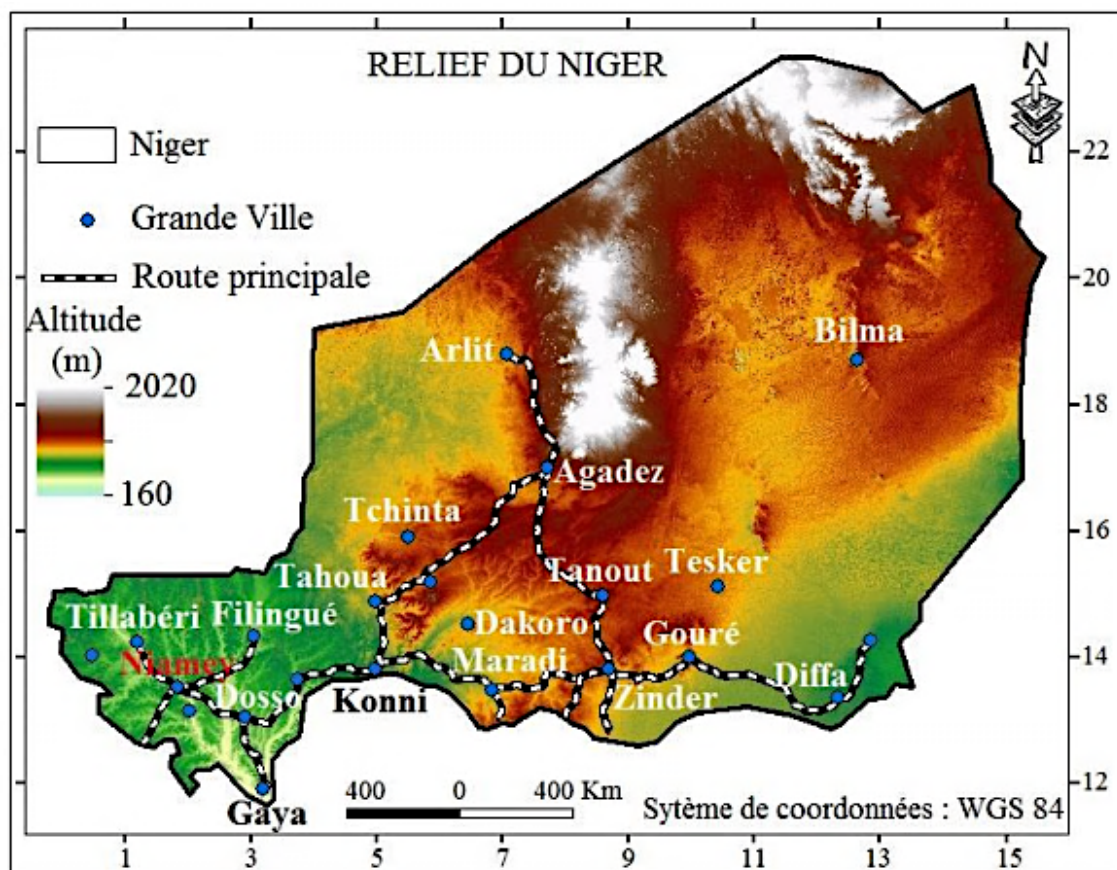 RELIEF DU NIGER
N
Niger
Grande Ville
Route principale
Altitude
(m)
2020
160
22
20
18
16
14
12
Arlit
Bilma
Agadez
Tchinta
Tahoua
Tanout
Tesker
Tillabéri
Filingué
Dakoro
Gouré
Niamey
Maradi
Dosso
Konni
Zinder
Diffa
Gaya
400 0 400 Km
Sytème de coordonnées : WGS 84
1 3 5 7 9 11 13 15